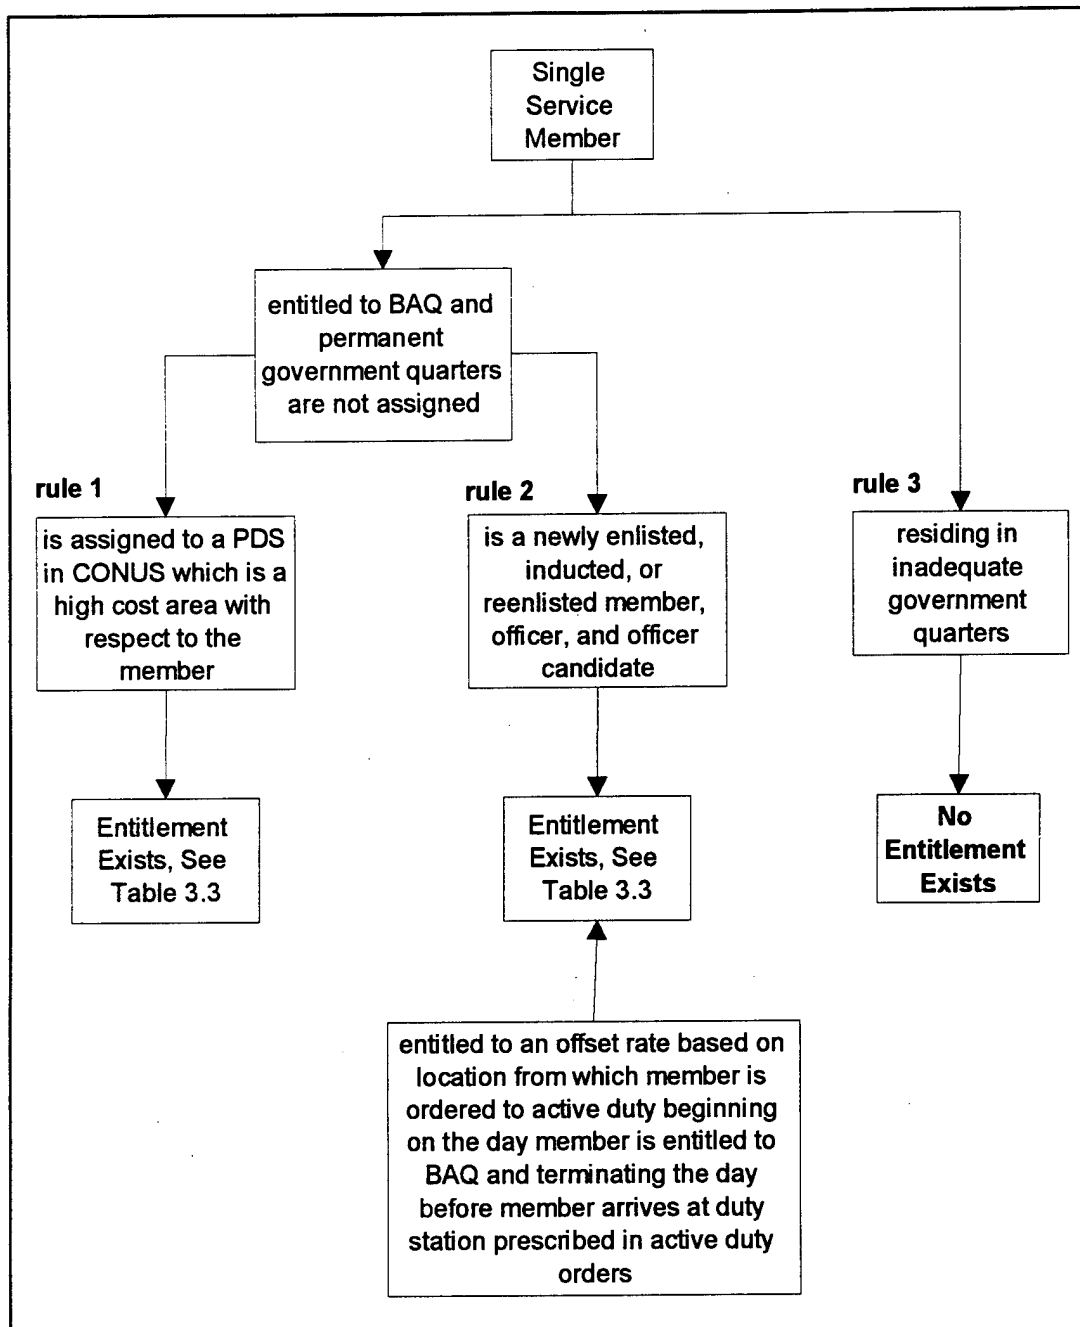 Single
Service
Member
entitled to BAQ and
permanent
government quarters
are not assigned
rule 1
is assigned to a PDS
in CONUS which is a
high cost area with
respect to the
member
rule 2
is a newly enlisted,
inducted, or
reenlisted member,
officer, and officer
candidate
rule 3
residing in
inadequate
government
quarters
Entitlement
Exists, See
Table 3.3
Entitlement
Exists, See
Table 3.3
No
Entitlement
Exists
entitled to an offset rate based on
location from which member is
ordered to active duty beginning
on the day member is entitled to
BAQ and terminating the day
before member arrives at duty
station prescribed in active duty
orders